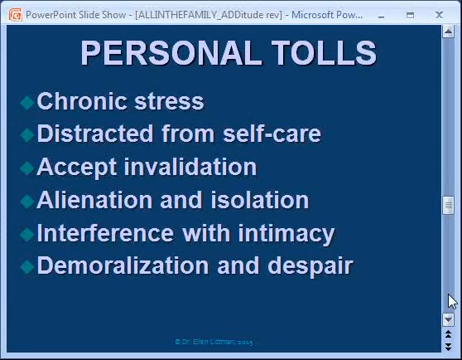 PowerPoint Slide Show - [ALLINTHEFAMILY_ADDitude rev] - Microsoft Pow...
PERSONAL TOLLS
Chronic stress
Distracted from self-care
Accept invalidation
Alienation and isolation
Interference with intimacy
Demoralization and despair
© Dr. Ellen Littman, 2015